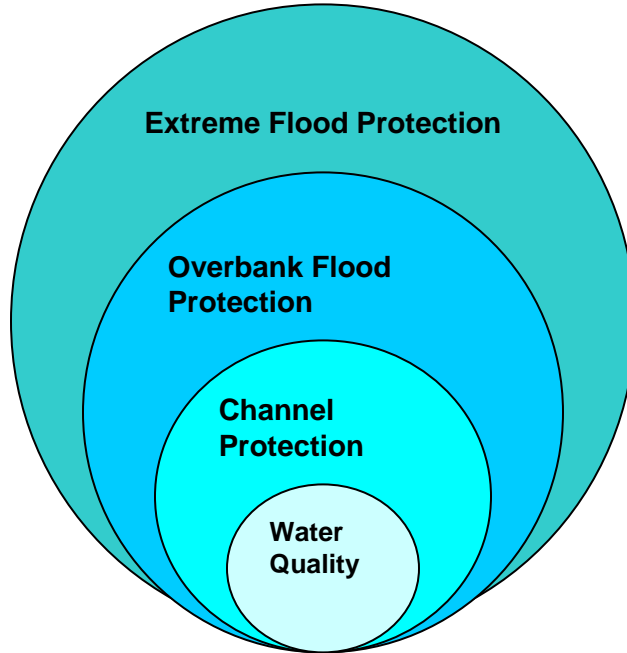 Extreme Flood Protection
Overbank Flood
Protection
Channel
Protection
Water
Quality